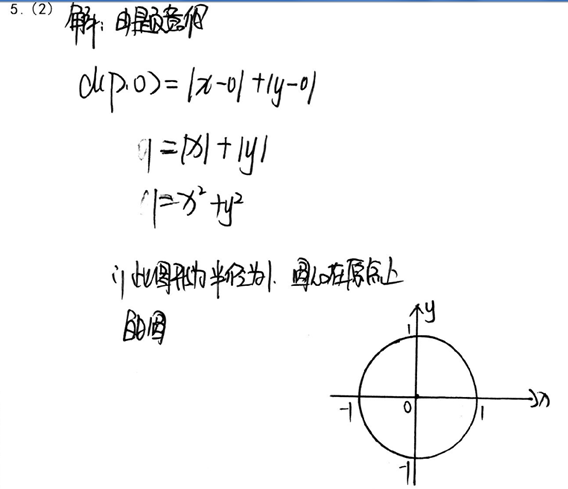 5.(2) 解:由题意得
d(P,O)=|x-0|+|y-0|
1=|x|+|y|
1=x²+y²
∴此图形为半径为1.圆心在原点上
的圆
y
1
-1
0
1
x
-1